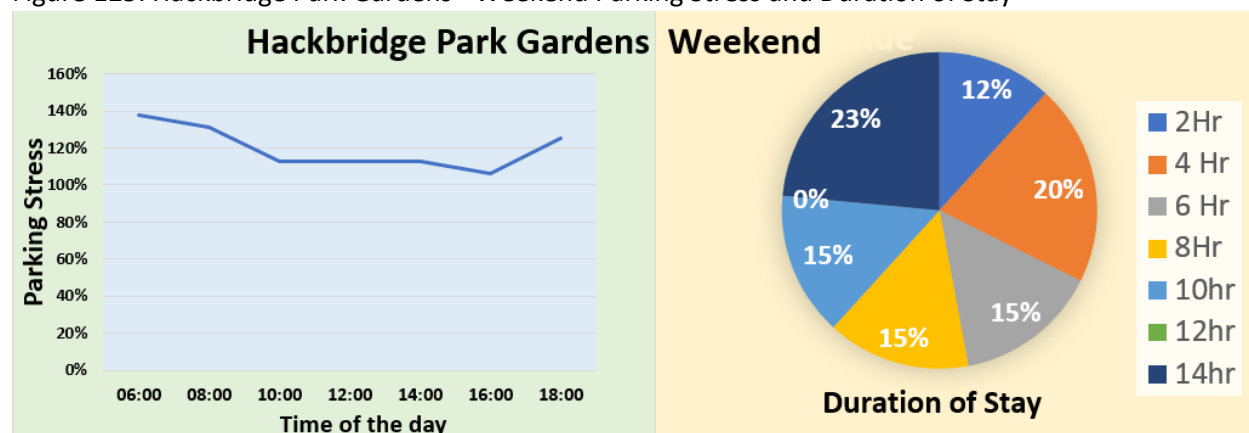 Hackbridge Park Gardens Weekend
160%
140%
120%
100%
80%
60%
40%
20%
0%
Parking Stress
06:00 08:00 10:00 12:00 14:00 16:00 18:00
Time of the day
12%
20%
15%
15%
15%
0%
23%
2Hr
4 Hr
6 Hr
8Hr
10hr
12hr
14hr
Duration of Stay